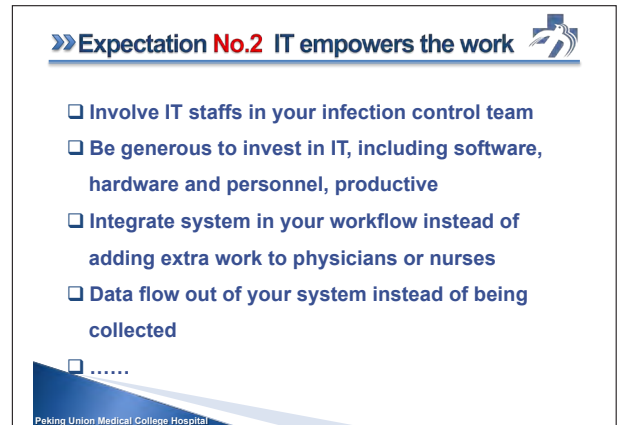 »Expectation No.2 IT empowers the work
❑ Involve IT staffs in your infection control team
❑ Be generous to invest in IT, including software,
hardware and personnel, productive
❑ Integrate system in your workflow instead of
adding extra work to physicians or nurses
❑ Data flow out of your system instead of being
collected
❑ ……
Peking Union Medical College Hospital